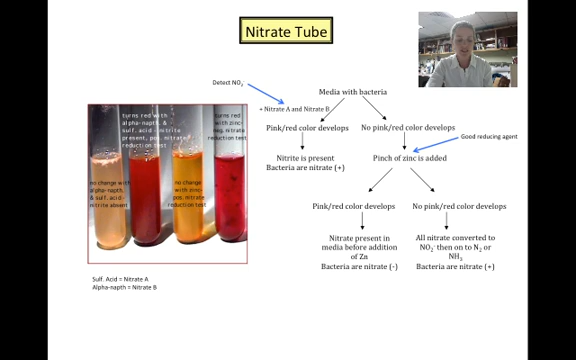 Nitrate Tube
Detect NO₂⁻
Media with bacteria
+ Nitrate A and Nitrate B
Pink/red color develops
No pink/red color develops
Good reducing agent
Nitrite is present
Bacteria are nitrate (+)
Pinch of zinc is added
Pink/red color develops
No pink/red color develops
Nitrate present in
media before addition
of Zn
Bacteria are nitrate (-)
All nitrate converted to
NO₂⁻ then on to N₂ or
NH₃
Bacteria are nitrate (+)
no change with
alpha-napth.
& sulf. acid -
nitrite absent
turns red with
alpha-napth. &
sulf. acid - nitrite
present, pos. nitrate
reduction test
no change
with zinc-
pos. nitrate
reduction test
turns red
with zinc-
neg. nitrate
reduction test
Sulf. Acid = Nitrate A
Alpha-napth = Nitrate B